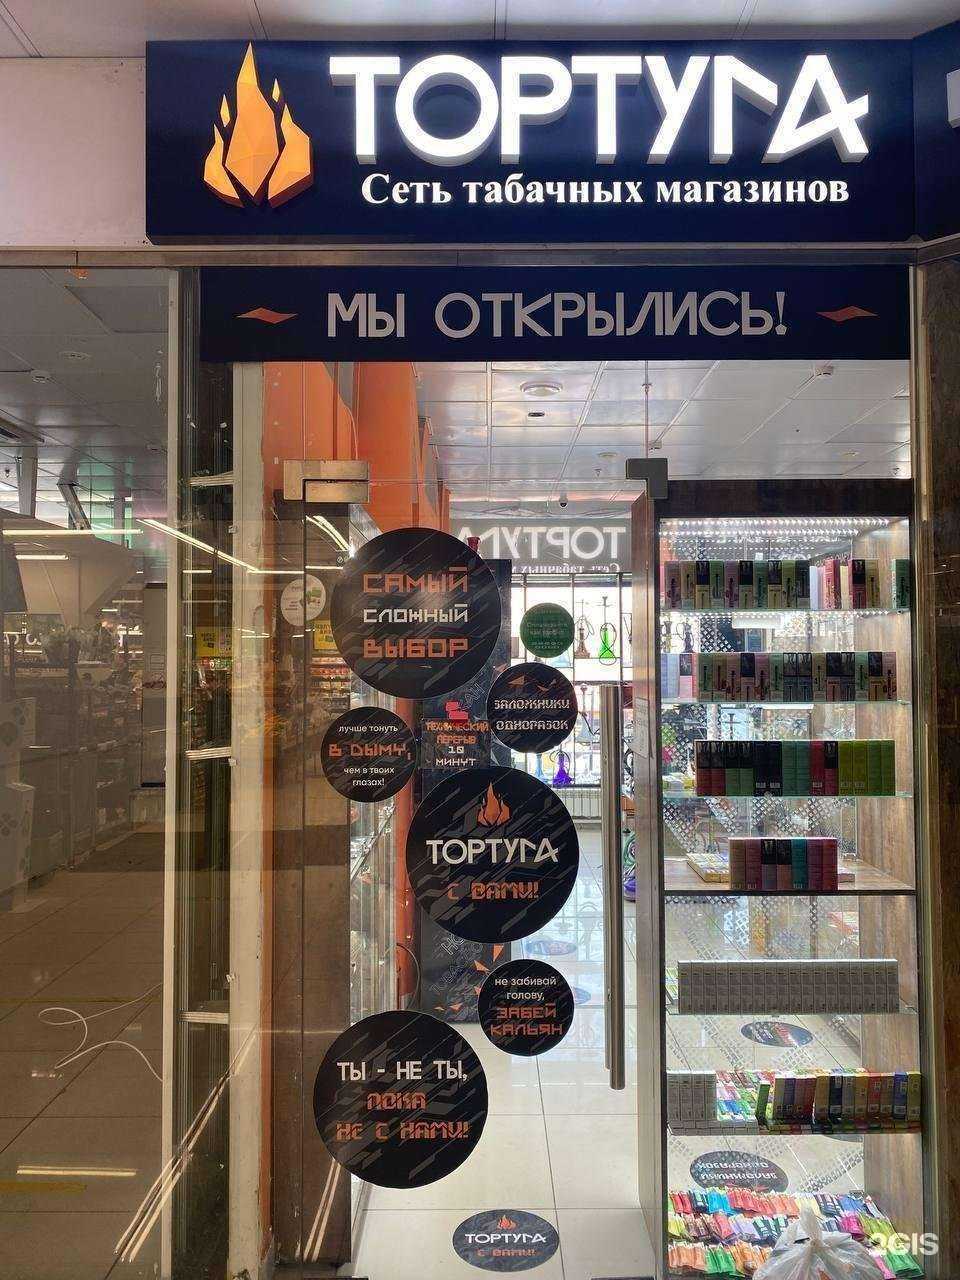 ТОРТУГА
Сеть табачных магазинов
МЫ ОТКРЫЛИСЬ!
ТОРТУГА
САМЫЙ
СЛОЖНЫЙ
ВЫБОР
ЗАЛОЖНИКИ
ОДНОРАЗОК
лучше тонуть
В ДЫМУ,
чем в твоих
глазах!
ТЕХНИЧЕСКИЙ
ПЕРЕРЫВ
10
МИНУТ
ТОРТУГА
С ВАМИ!
не забивай
голову,
ЗАБЕЙ
КАЛЬЯН
ТЫ - НЕ ТЫ,
ПОКА
НЕ С НАМИ!
ТОРТУГА
С ВАМИ!
2GIS